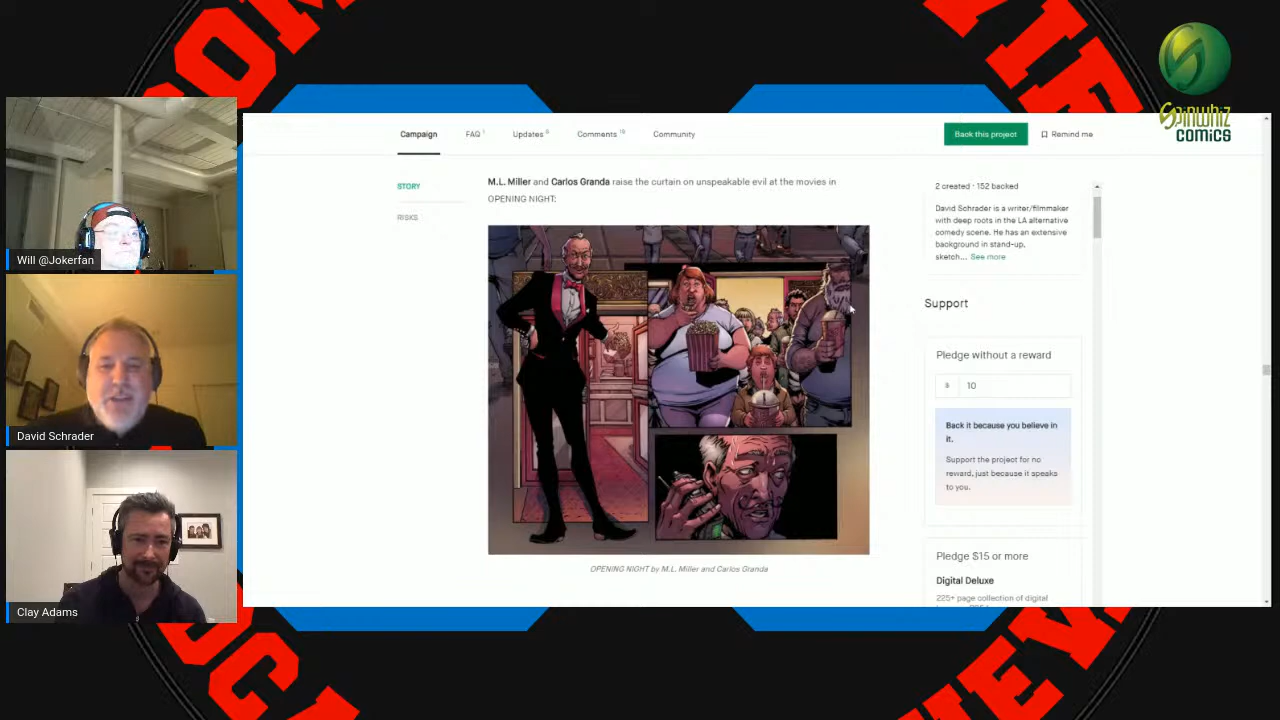 Spinwhiz
COMICS
Will @Jokerfan
David Schrader
Clay Adams
Campaign
FAQ 1
Updates
Comments
Community
Back this project
Remind me
STORY
RISKS
M.L. Miller and Carlos Granda raise the curtain on unspeakable evil at the movies in
OPENING NIGHT:
OPENING NIGHT by M.L. Miller and Carlos Granda
2 created · 152 backed
David Schrader is a writer/filmmaker
with deep roots in the LA alternative
comedy scene. He has an extensive
background in stand-up,
sketch... See more
Support
Pledge without a reward
10
Back it because you believe in
it.
Support the project for no
reward, just because it speaks
to you.
Pledge $15 or more
Digital Deluxe
225+ page collection of digital